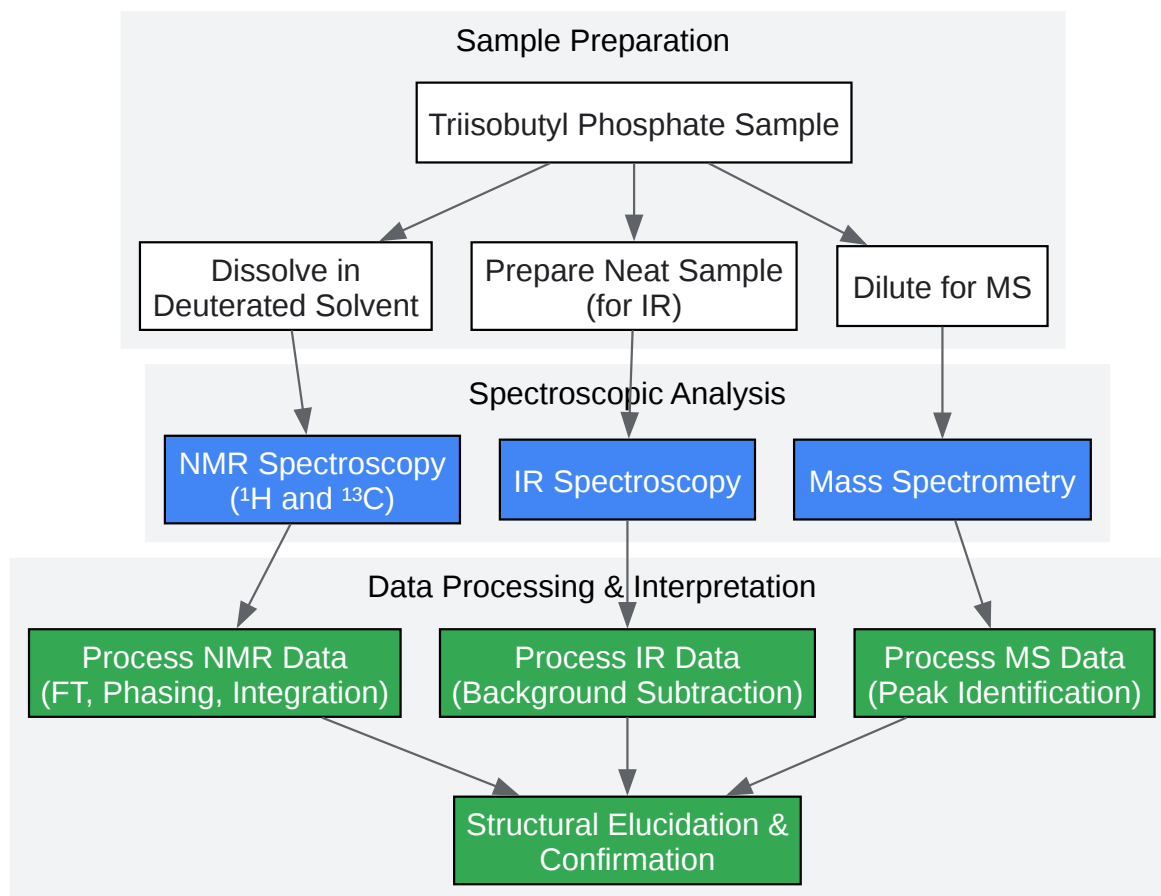 Sample Preparation
Triisobutyl Phosphate Sample
Dissolve in
Deuterated Solvent
Prepare Neat Sample
(for IR)
Dilute for MS
Spectroscopic Analysis
NMR Spectroscopy
(¹H and ¹³C)
IR Spectroscopy
Mass Spectrometry
Data Processing & Interpretation
Process NMR Data
(FT, Phasing, Integration)
Process IR Data
(Background Subtraction)
Process MS Data
(Peak Identification)
Structural Elucidation &
Confirmation